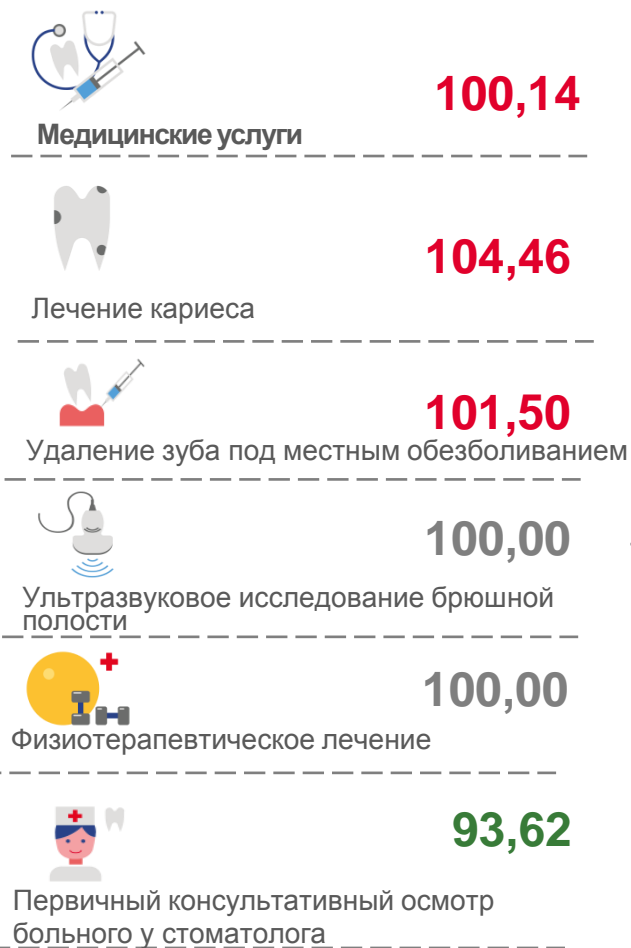 100,14
Медицинские услуги
104,46
Лечение кариеса
101,50
Удаление зуба под местным обезболиванием
100,00
Ультразвуковое исследование брюшной
полости
100,00
Физиотерапевтическое лечение
93,62
Первичный консультативный осмотр
больного у стоматолога